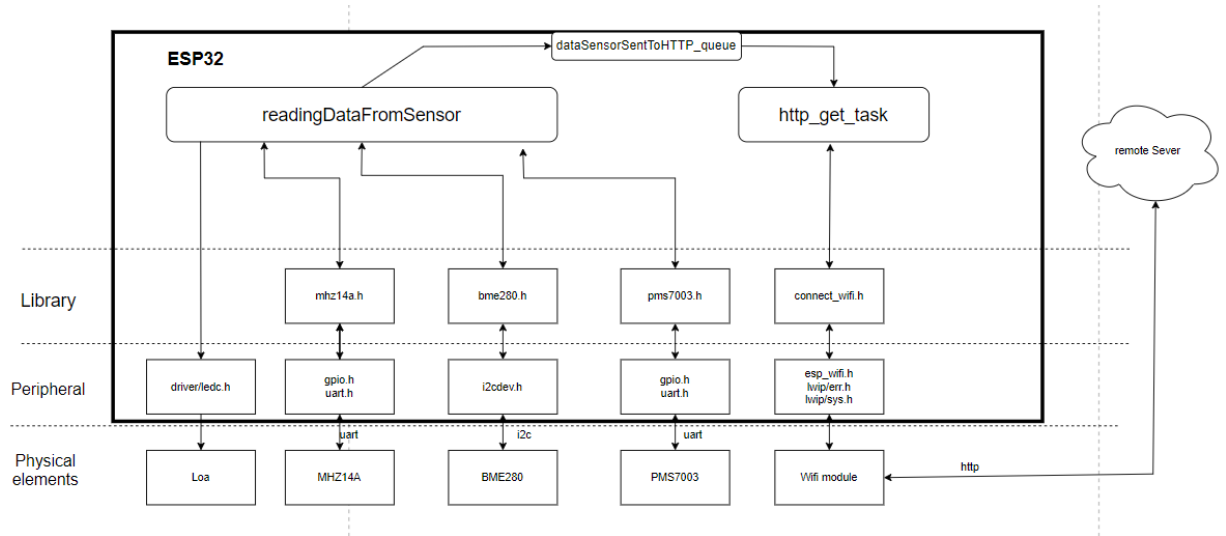 dataSensorSentToHTTP_queue
ESP32
readingDataFromSensor
http_get_task
remote Sever
Library
mhz14a.h
bme280.h
pms7003.h
connect_wifi.h
Peripheral
driver/ledc.h
gpio.h
uart.h
i2cdev.h
gpio.h
uart.h
esp_wifi.h
lwip/err.h
lwip/sys.h
uart
i2c
uart
Physical
elements
Loa
MHZ14A
BME280
PMS7003
Wifi module
http